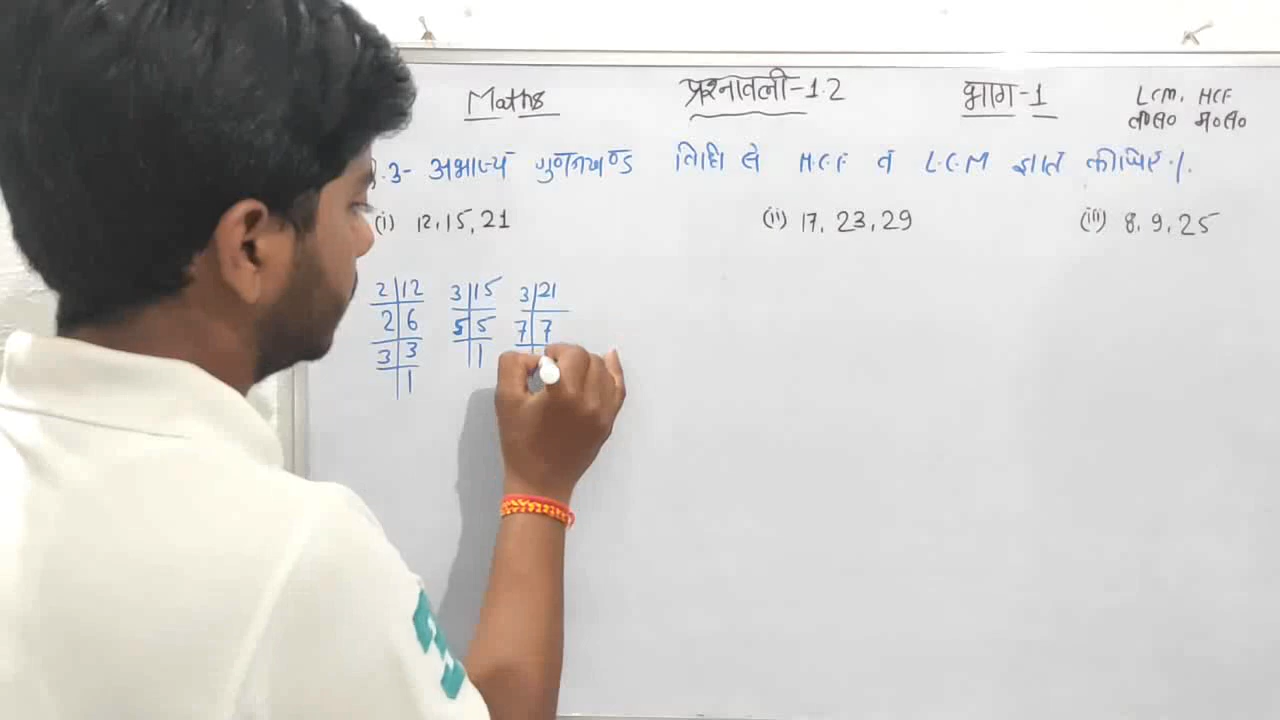 Maths प्रश्नावली-1.2 भाग-1 LCM, HCF
ल०स० म०स०
.3- अभाज्य गुणनखण्ड विधि से H.C.F व L.C.M ज्ञात कीजिए।
(i) 12,15,21 (ii) 17, 23, 29 (iii) 8, 9, 25
2 12 3 15 3 21
2 6 5 5 7 7
3 3 1
1